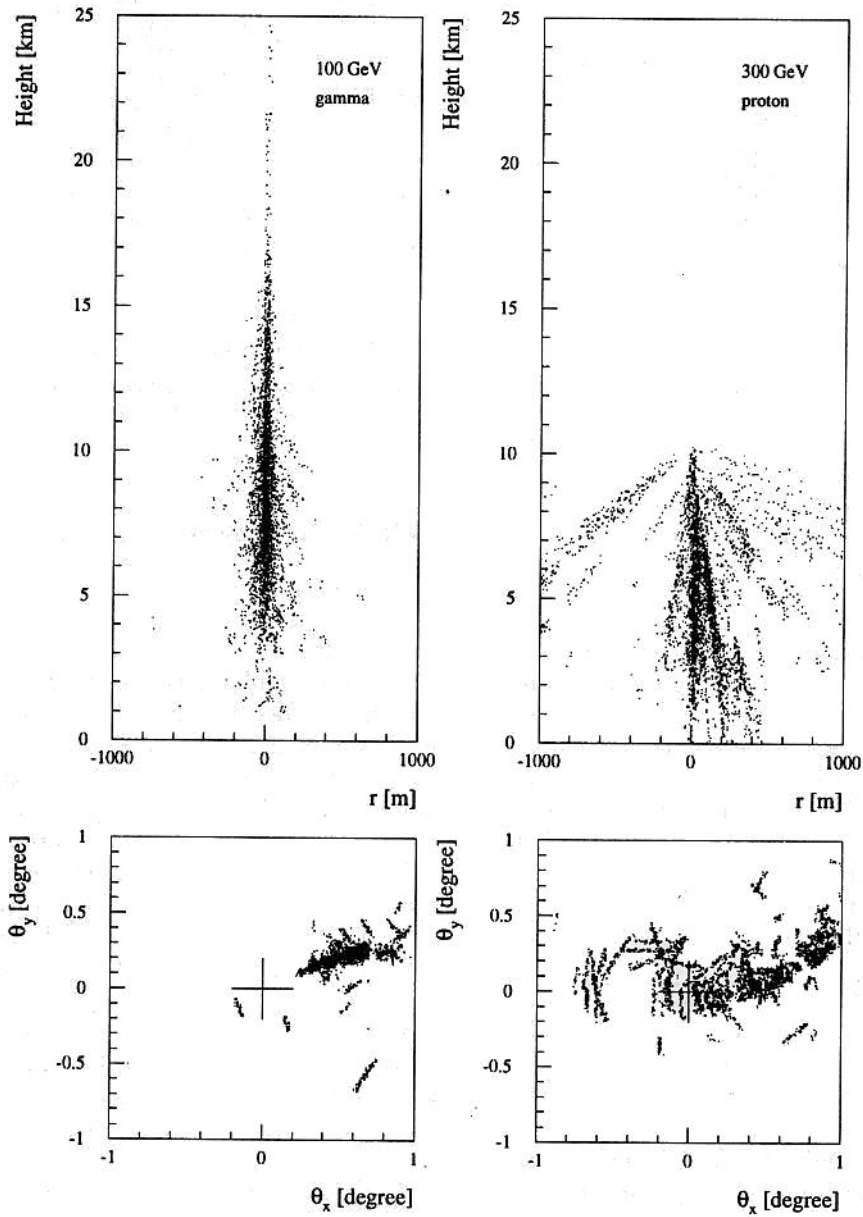 Height [km]
25
20
15
10
5
0
100 GeV
gamma
-1000
0
1000
r [m]
Height [km]
25
20
15
10
5
0
300 GeV
proton
-1000
0
1000
r [m]
θy [degree]
1
0.5
0
-0.5
-1
-1
0
1
θx [degree]
θy [degree]
1
0.5
0
-0.5
-1
-1
0
1
θx [degree]